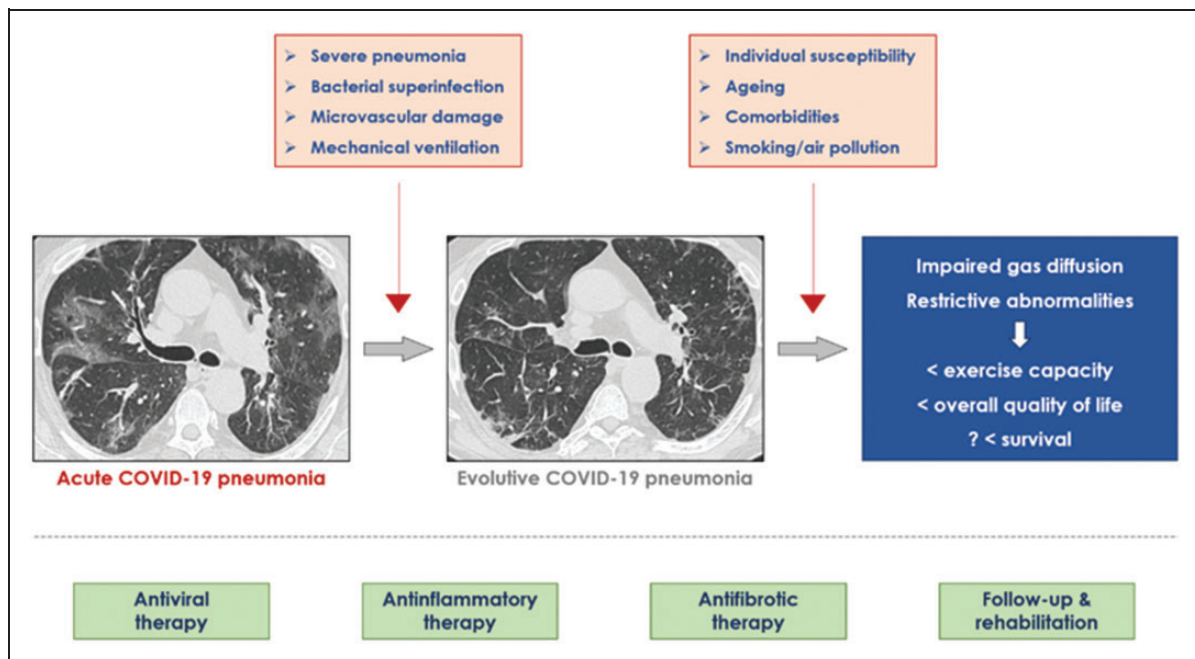 ➢ Severe pneumonia
➢ Bacterial superinfection
➢ Microvascular damage
➢ Mechanical ventilation
➢ Individual susceptibility
➢ Ageing
➢ Comorbidities
➢ Smoking/air pollution
Impaired gas diffusion
Restrictive abnormalities
< exercise capacity
< overall quality of life
? < survival
Acute COVID-19 pneumonia
Evolutive COVID-19 pneumonia
Antiviral
therapy
Antinflammatory
therapy
Antifibrotic
therapy
Follow-up &
rehabilitation